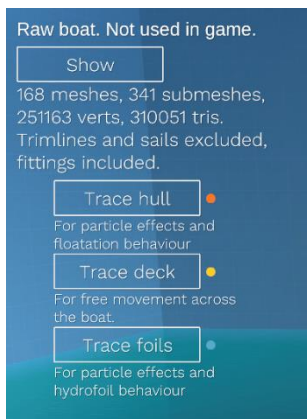 Raw boat. Not used in game.
Show
168 meshes, 341 submeshes,
251163 verts, 310051 tris.
Trimlines and sails excluded,
fittings included.
Trace hull
For particle effects and
floatation behaviour
Trace deck
For free movement across
the boat.
Trace foils
For particle effects and
hydrofoil behaviour